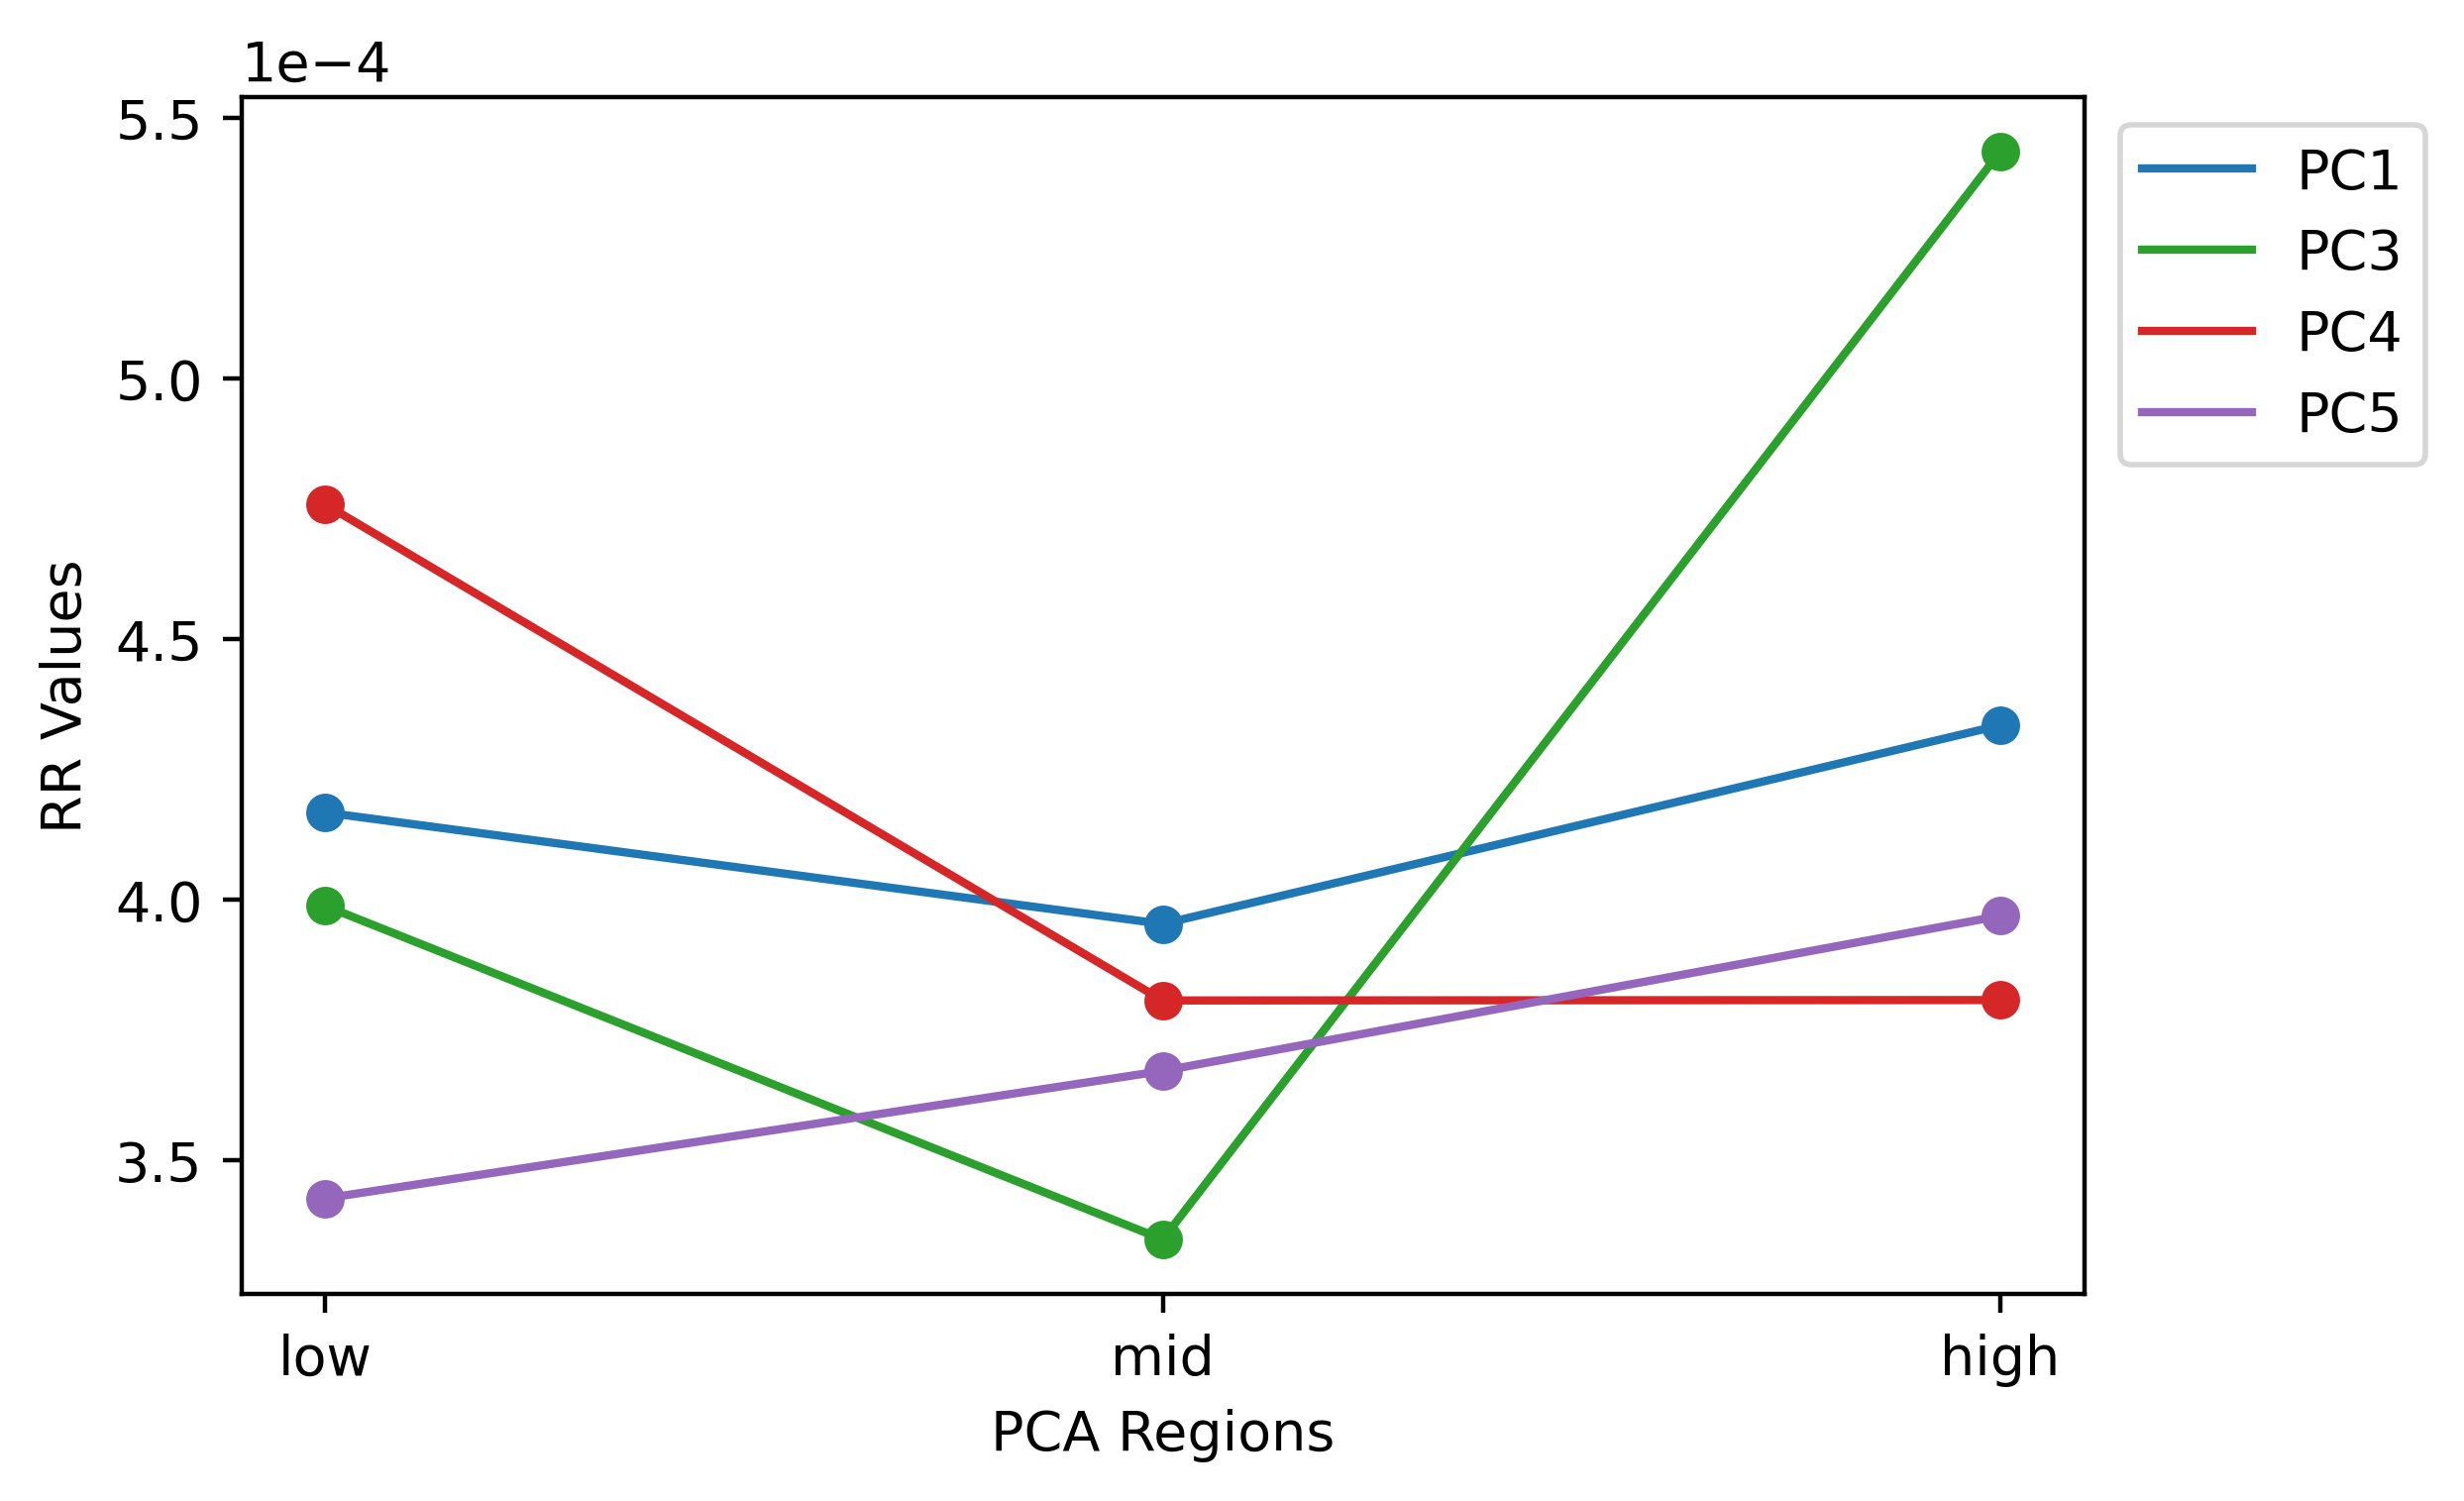 1e−4
5.5
5.0
4.5
4.0
3.5
RR Values
low
mid
high
PCA Regions
PC1
PC3
PC4
PC5